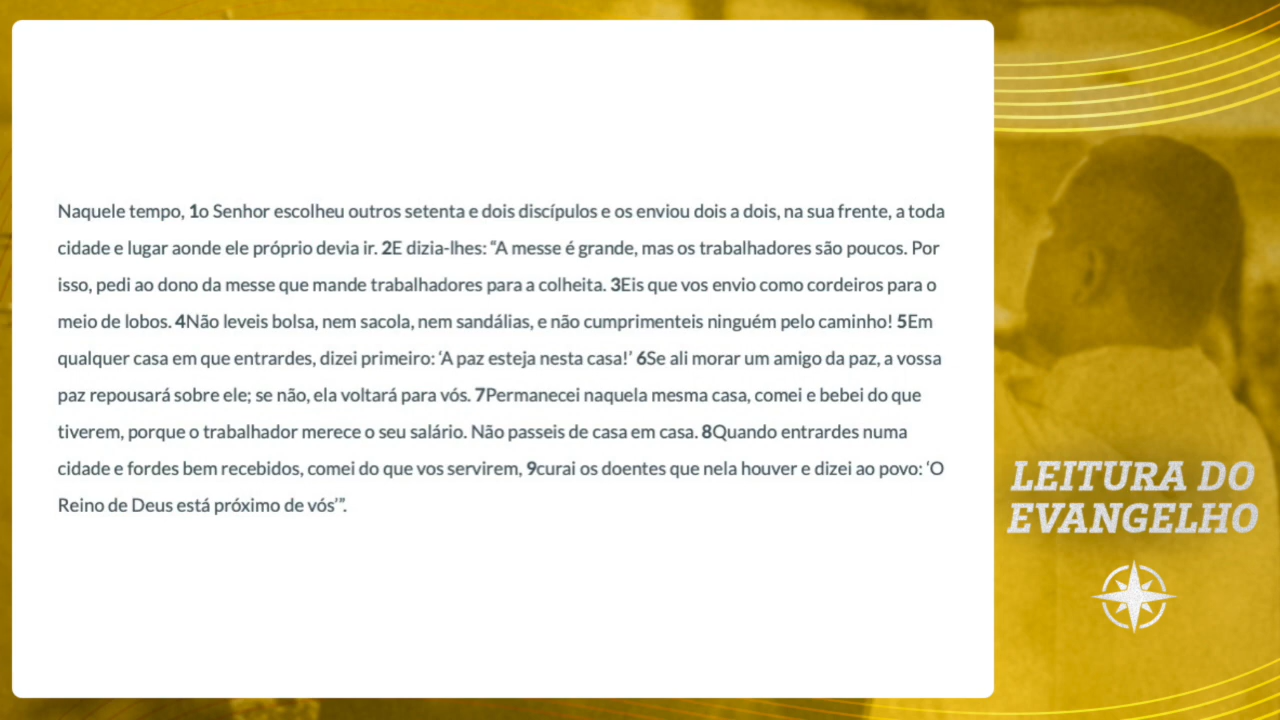 Naquele tempo, 1o Senhor escolheu outros setenta e dois discípulos e os enviou dois a dois, na sua frente, a toda
cidade e lugar aonde ele próprio devia ir. 2E dizia-lhes: “A messe é grande, mas os trabalhadores são poucos. Por
isso, pedi ao dono da messe que mande trabalhadores para a colheita. 3Eis que vos envio como cordeiros para o
meio de lobos. 4Não leveis bolsa, nem sacola, nem sandálias, e não cumprimenteis ninguém pelo caminho! 5Em
qualquer casa em que entrardes, dizei primeiro: ‘A paz esteja nesta casa!’ 6Se ali morar um amigo da paz, a vossa
paz repousará sobre ele; se não, ela voltará para vós. 7Permanecei naquela mesma casa, comei e bebei do que
tiverem, porque o trabalhador merece o seu salário. Não passeis de casa em casa. 8Quando entrardes numa
cidade e fordes bem recebidos, comei do que vos servirem, 9curai os doentes que nela houver e dizei ao povo: ‘O
Reino de Deus está próximo de vós’”.
LEITURA DO
EVANGELHO